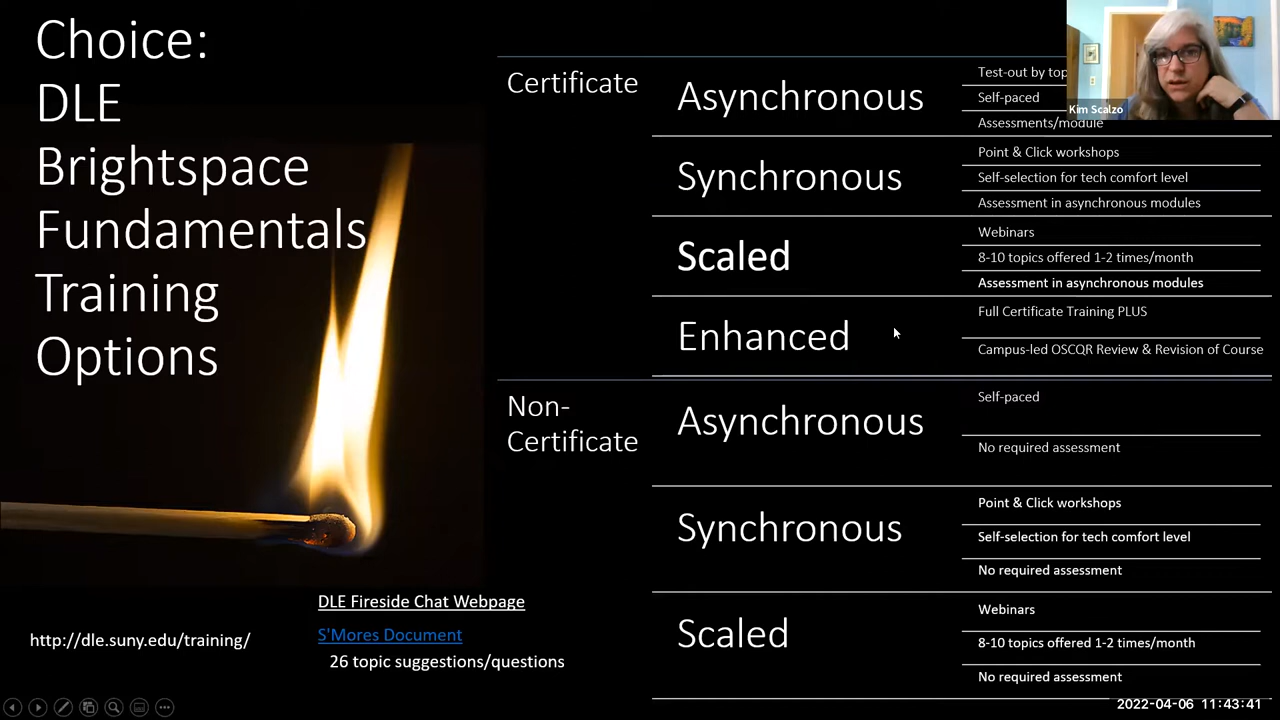 Choice:
DLE
Brightspace
Fundamentals
Training
Options
Certificate
Asynchronous
Test-out by
Self-paced
Assessments/module
Synchronous
Point & Click workshops
Self-selection for tech comfort level
Assessment in asynchronous modules
Scaled
Webinars
8-10 topics offered 1-2 times/month
Assessment in asynchronous modules
Enhanced
Full Certificate Training PLUS
Campus-led OSCQR Review & Revision of Course
Non-
Certificate
Asynchronous
Self-paced
No required assessment
Synchronous
Point & Click workshops
Self-selection for tech comfort level
No required assessment
Scaled
Webinars
8-10 topics offered 1-2 times/month
No required assessment
DLE Fireside Chat Webpage
S'Mores Document
26 topic suggestions/questions
http://dle.suny.edu/training/
Kim Scalzo
2022-04-06 11:43:41